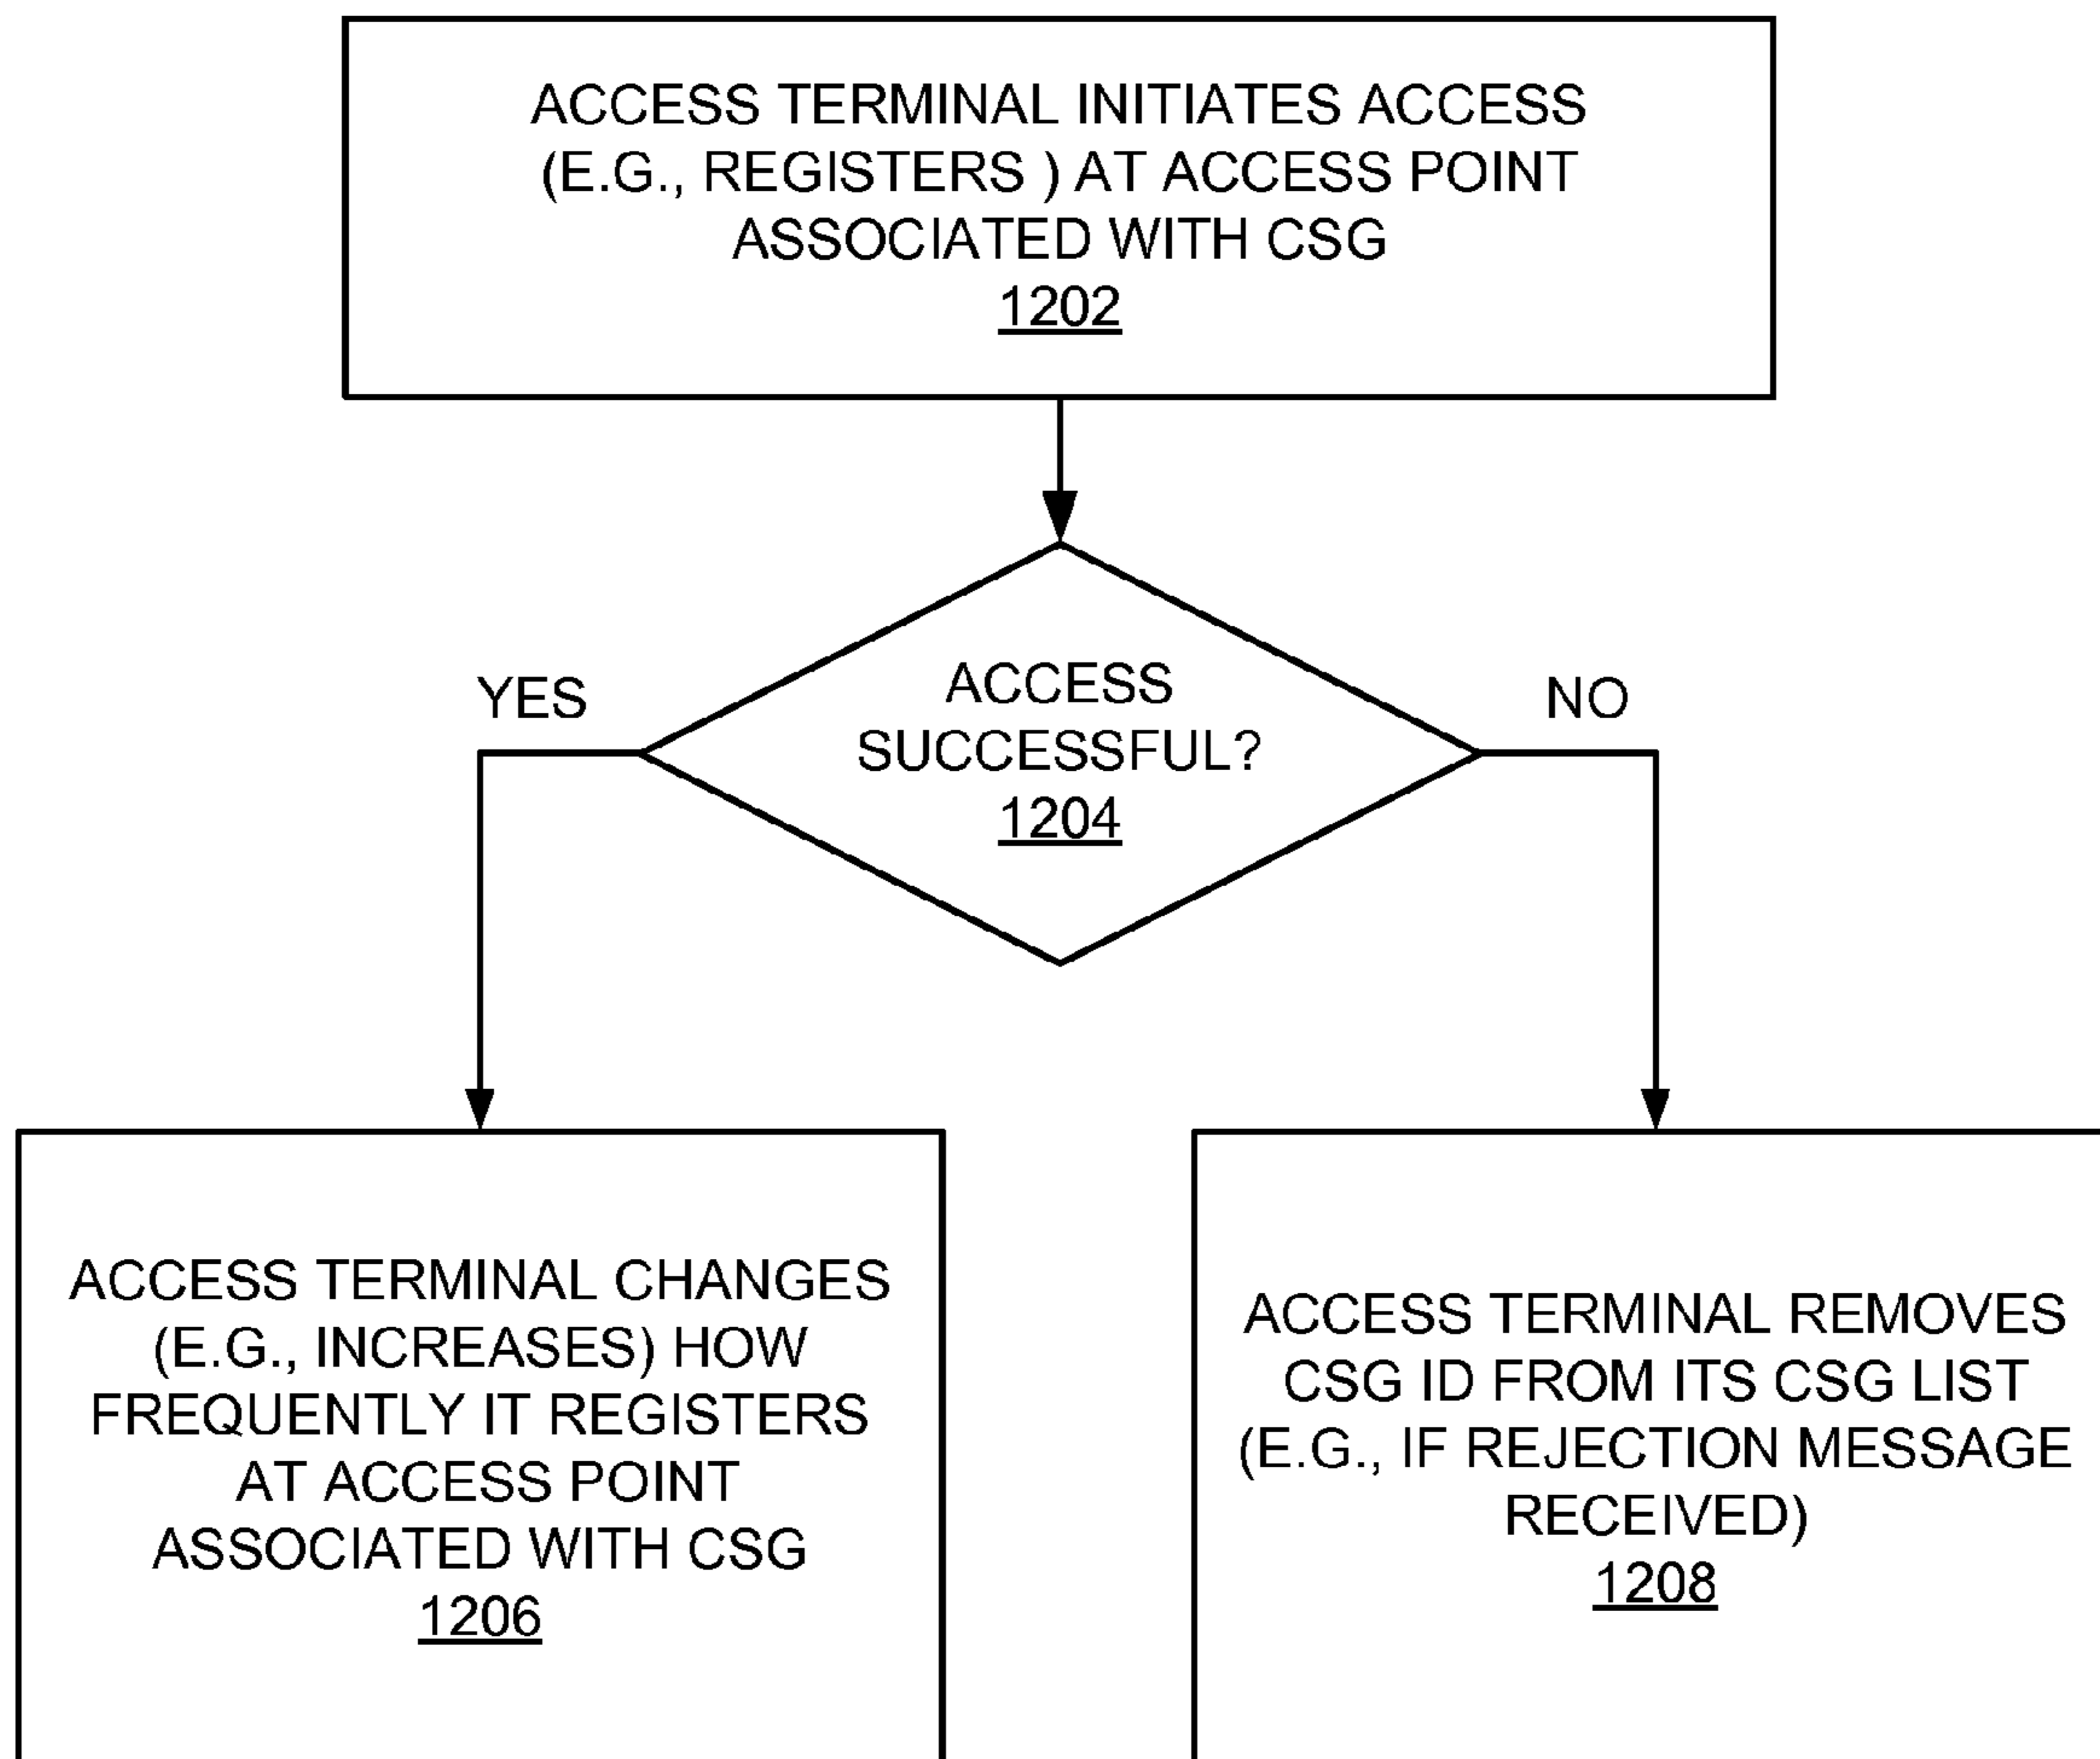 ACCESS TERMINAL INITIATES ACCESS
(E.G., REGISTERS ) AT ACCESS POINT
ASSOCIATED WITH CSG
1202
ACCESS
SUCCESSFUL?
1204
YES
NO
ACCESS TERMINAL CHANGES
(E.G., INCREASES) HOW
FREQUENTLY IT REGISTERS
AT ACCESS POINT
ASSOCIATED WITH CSG
1206
ACCESS TERMINAL REMOVES
CSG ID FROM ITS CSG LIST
(E.G., IF REJECTION MESSAGE
RECEIVED)
1208